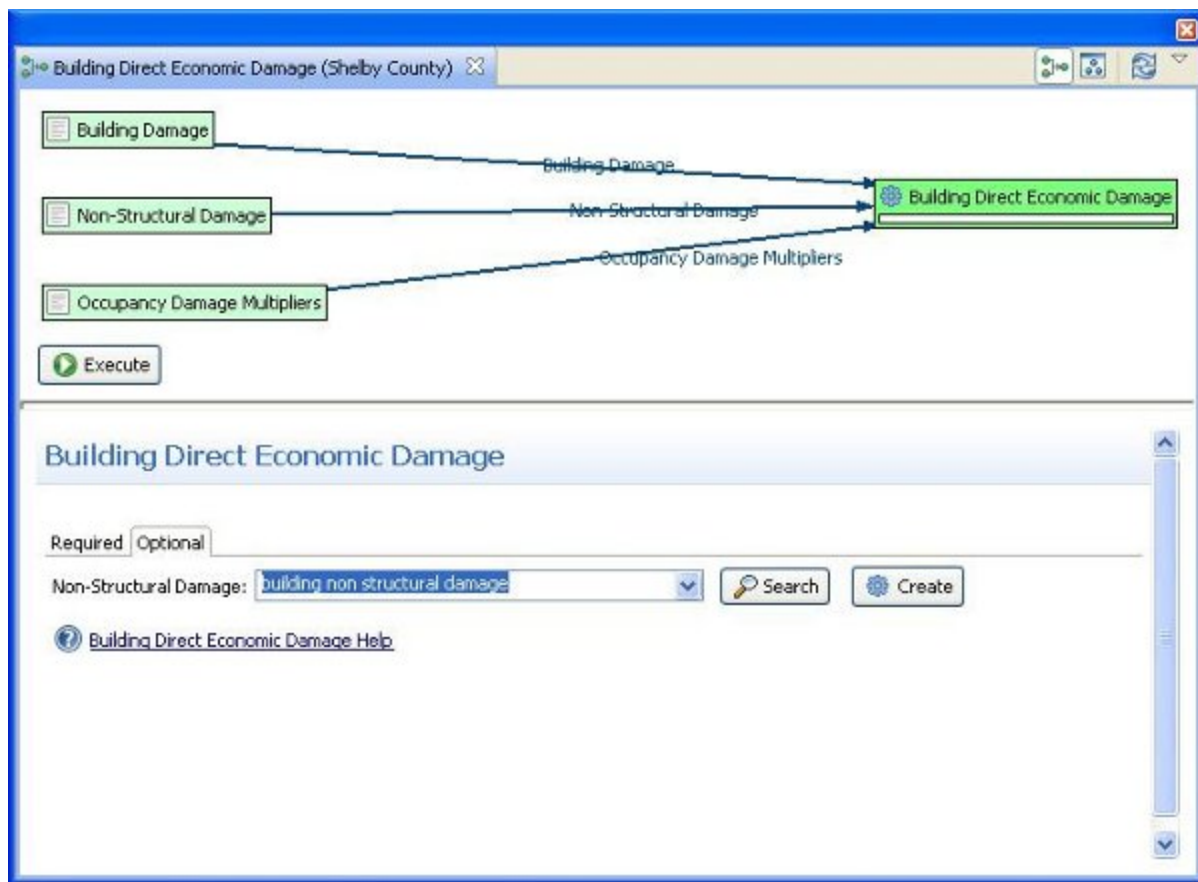 Building Direct Economic Damage (Shelby County)
Building Damage
Building Damage
Building Direct Economic Damage
Non-Structural Damage
Non-Structural Damage
Occupancy Damage Multipliers
Occupancy Damage Multipliers
Execute
Building Direct Economic Damage
Required Optional
Non-Structural Damage: building non structural damage Search Create
Building Direct Economic Damage Help